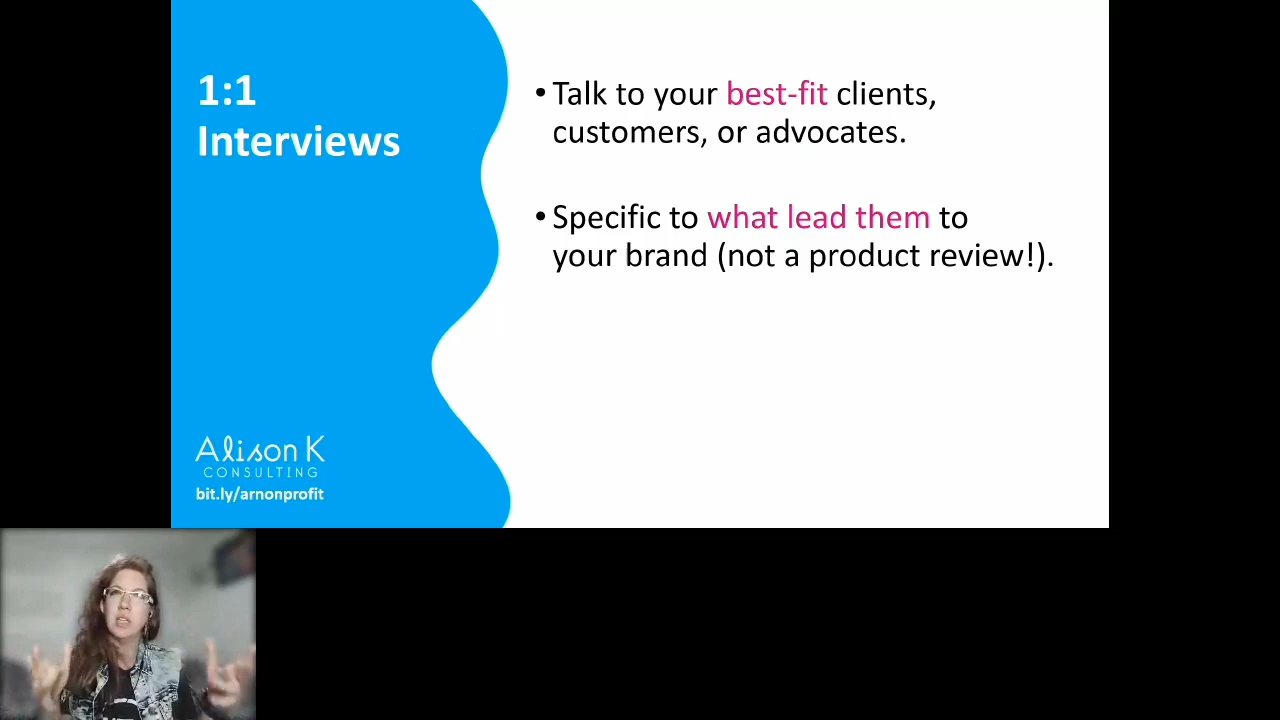 1:1
Interviews
• Talk to your best-fit clients,
customers, or advocates.
• Specific to what lead them to
your brand (not a product review!).
Alison K
CONSULTING
bit.ly/arnonprofit